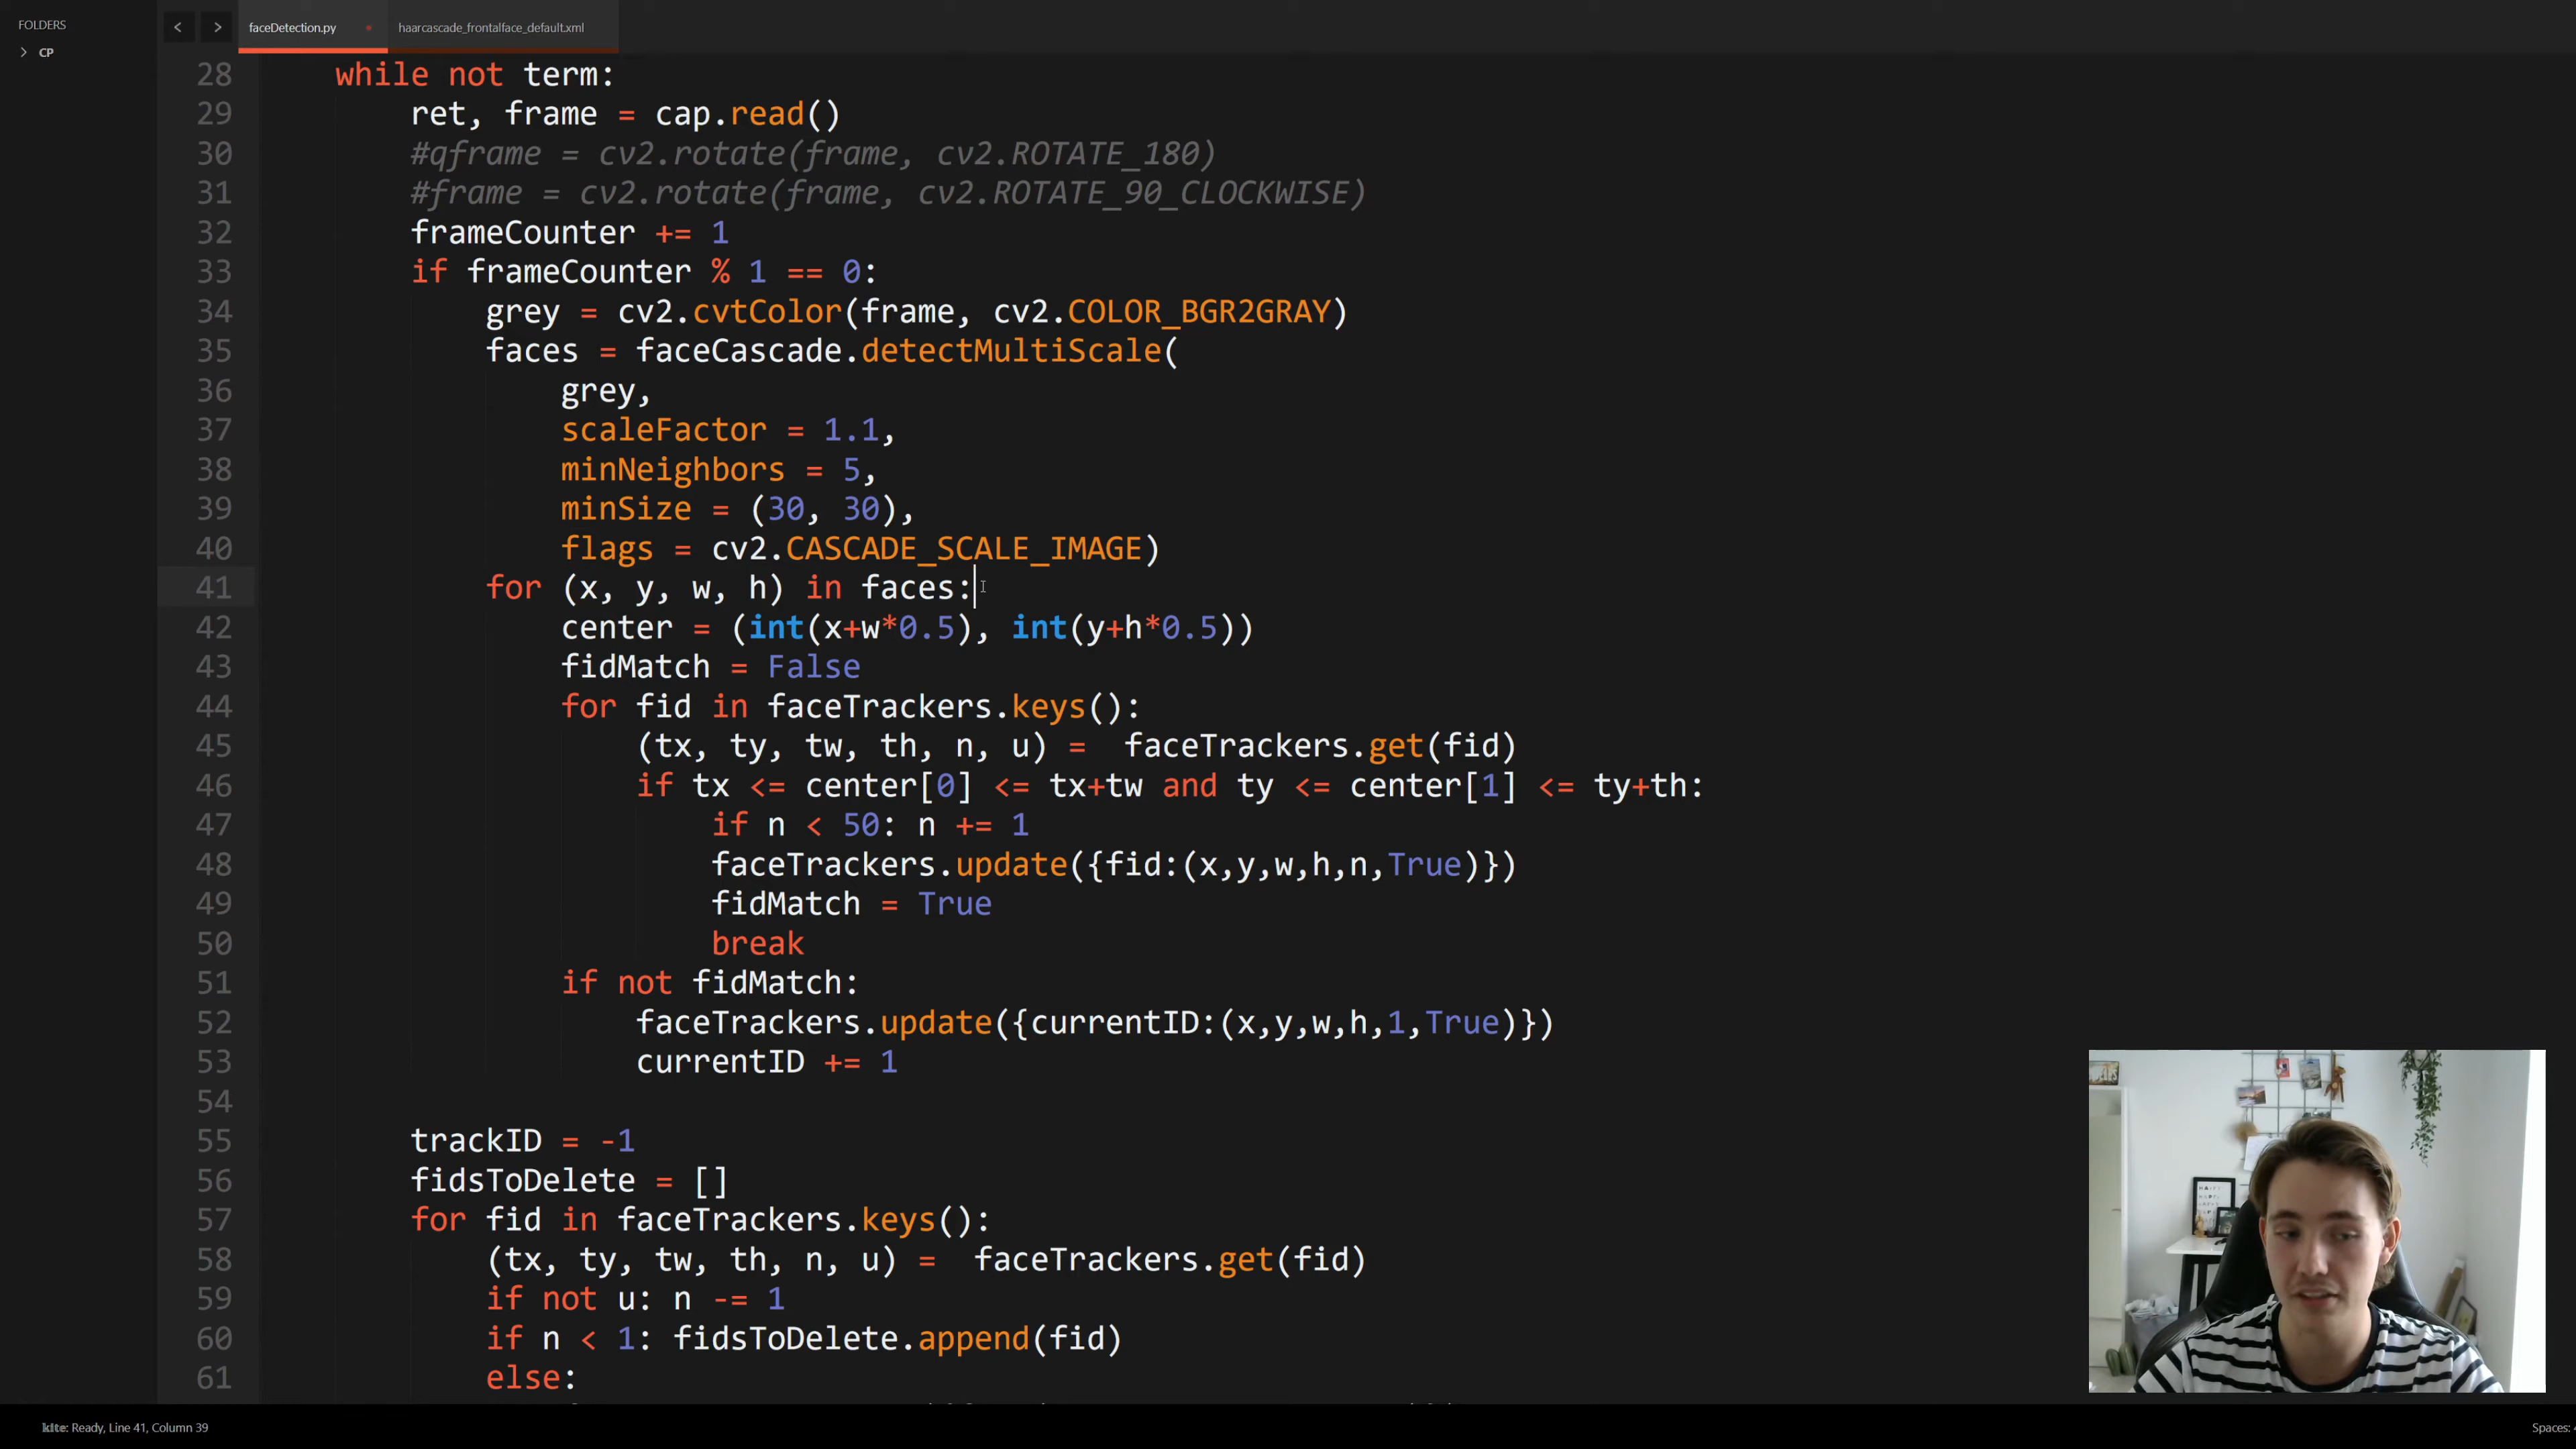 FOLDERS
CP
faceDetection.py
haarcascade_frontalface_default.xml
28 while not term:
29 ret, frame = cap.read()
30 #qframe = cv2.rotate(frame, cv2.ROTATE_180)
31 #frame = cv2.rotate(frame, cv2.ROTATE_90_CLOCKWISE)
32 frameCounter += 1
33 if frameCounter % 1 == 0:
34 grey = cv2.cvtColor(frame, cv2.COLOR_BGR2GRAY)
35 faces = faceCascade.detectMultiScale(
36 grey,
37 scaleFactor = 1.1,
38 minNeighbors = 5,
39 minSize = (30, 30),
40 flags = cv2.CASCADE_SCALE_IMAGE)
41 for (x, y, w, h) in faces:
42 center = (int(x+w*0.5), int(y+h*0.5))
43 fidMatch = False
44 for fid in faceTrackers.keys():
45 (tx, ty, tw, th, n, u) =  faceTrackers.get(fid)
46 if tx <= center[0] <= tx+tw and ty <= center[1] <= ty+th:
47 if n < 50: n += 1
48 faceTrackers.update({fid:(x,y,w,h,n,True)})
49 fidMatch = True
50 break
51 if not fidMatch:
52 faceTrackers.update({currentID:(x,y,w,h,1,True)})
53 currentID += 1
54
55 trackID = -1
56 fidsToDelete = []
57 for fid in faceTrackers.keys():
58 (tx, ty, tw, th, n, u) =  faceTrackers.get(fid)
59 if not u: n -= 1
60 if n < 1: fidsToDelete.append(fid)
61 else:
kite: Ready, Line 41, Column 39
Spaces: